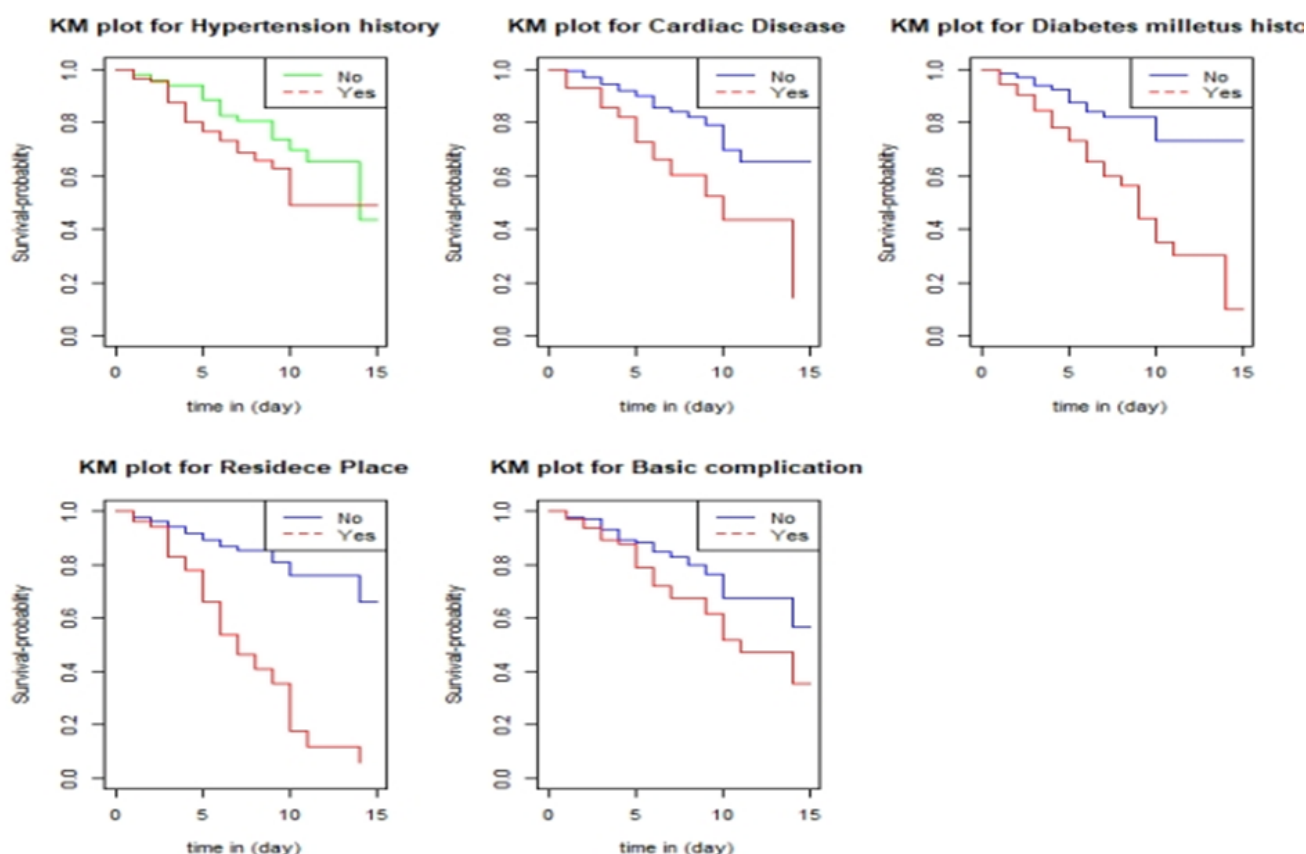 KM plot for Hypertension history
No
Yes
1.0
0.8
0.6
0.4
0.2
0.0
Survival-probablity
0 5 10 15
time in (day)
KM plot for Cardiac Disease
No
Yes
1.0
0.8
0.6
0.4
0.2
0.0
Survival-probablity
0 5 10 15
time in (day)
KM plot for Diabetes milletus histo
No
Yes
1.0
0.8
0.6
0.4
0.2
0.0
Survival-probablity
0 5 10 15
time in (day)
KM plot for Residece Place
No
Yes
1.0
0.8
0.6
0.4
0.2
0.0
Survival-probablity
0 5 10 15
time in (day)
KM plot for Basic complication
No
Yes
1.0
0.8
0.6
0.4
0.2
0.0
Survival-probablity
0 5 10 15
time in (day)